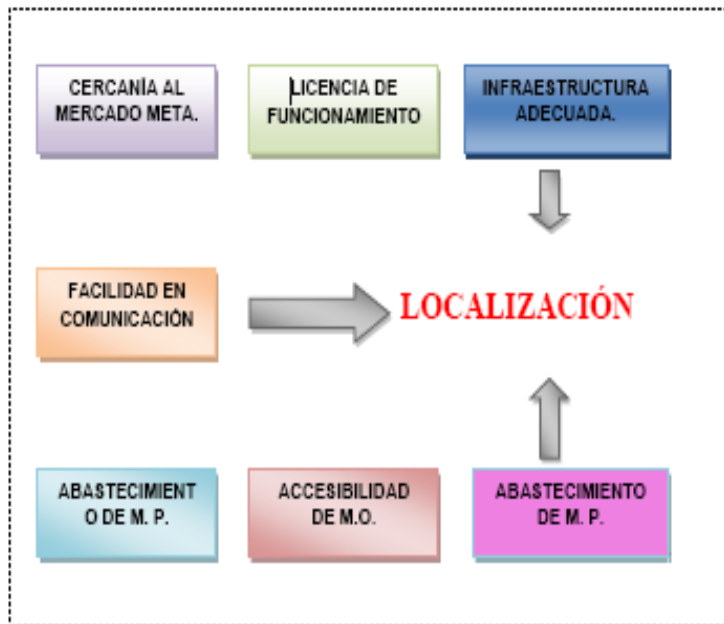 CERCANÍA AL
MERCADO META.
LICENCIA DE
FUNCIONAMIENTO
INFRAESTRUCTURA
ADECUADA.
FACILIDAD EN
COMUNICACIÓN
LOCALIZACIÓN
ABASTECIMIENT
O DE M. P.
ACCESIBILIDAD
DE M.O.
ABASTECIMIENTO
DE M. P.